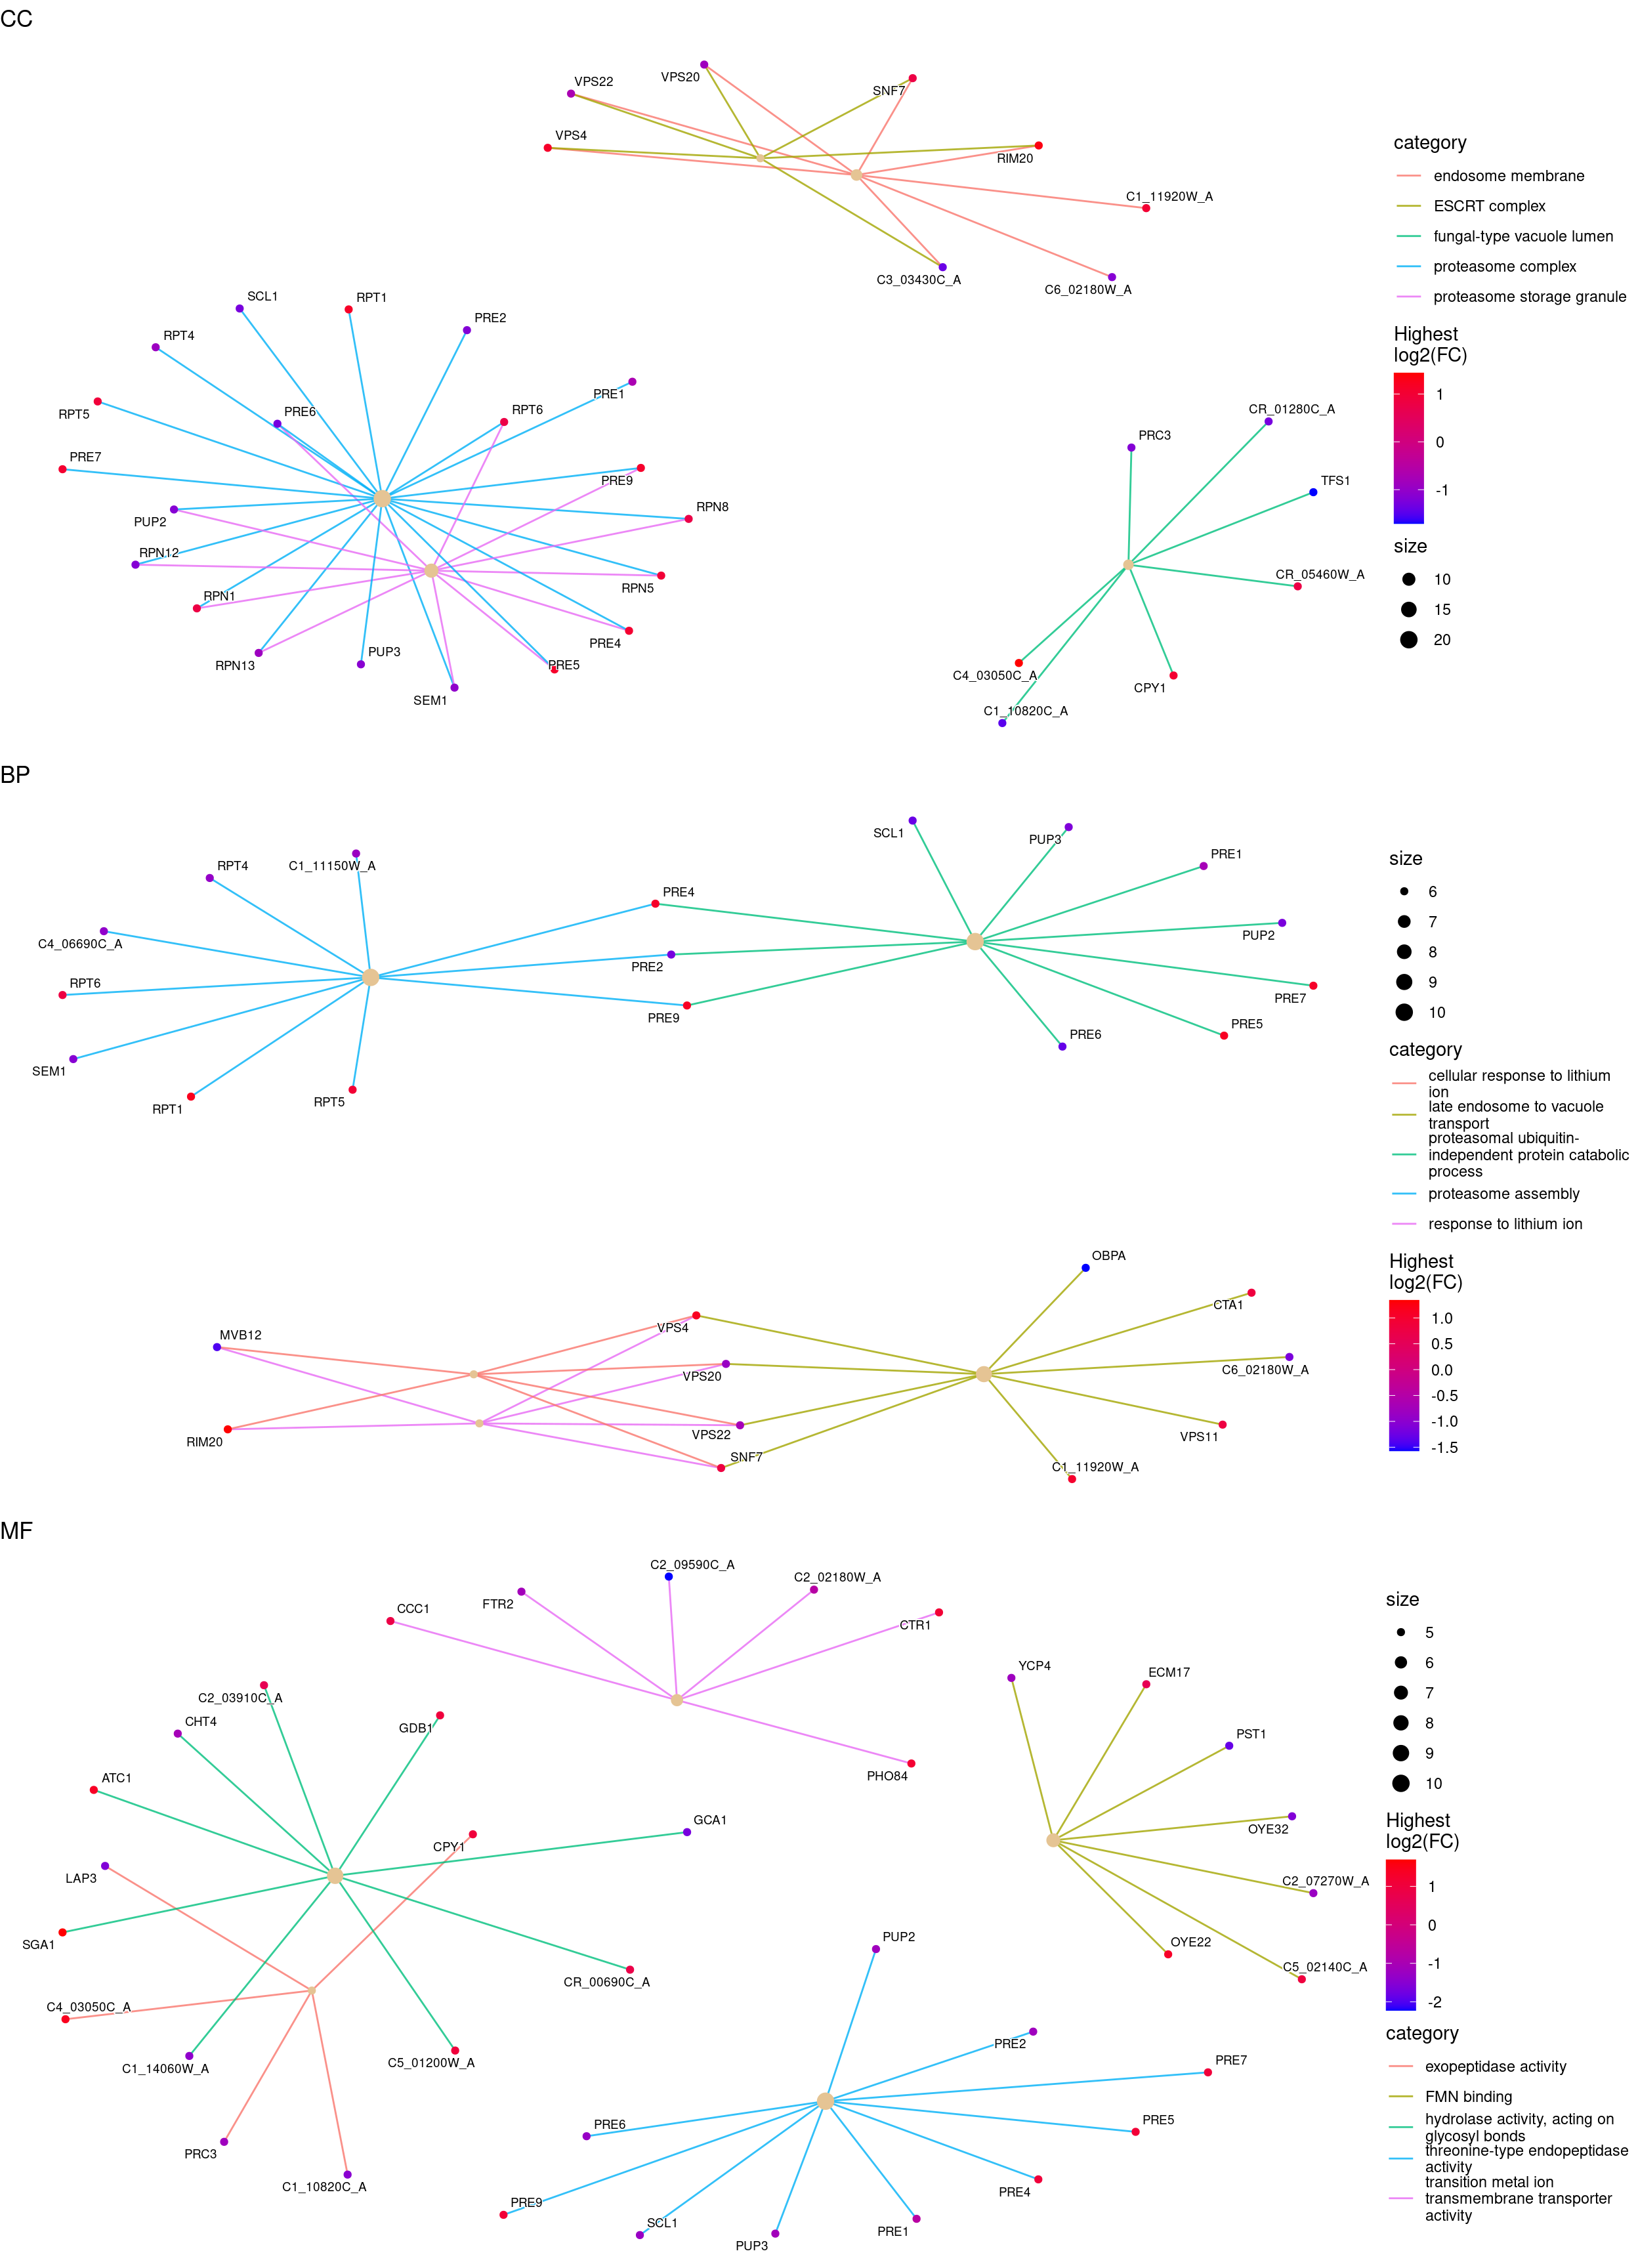 CC
VPS20
VPS22
SNF7
VPS4
RIM20
C1_11920W_A
C3_03430C_A
C6_02180W_A
category
endosome membrane
ESCRT complex
fungal-type vacuole lumen
proteasome complex
proteasome storage granule
Highest
log2(FC)
1
0
-1
size
10
15
20
SCL1
RPT1
PRE2
RPT4
PRE1
RPT5
PRE6
RPT6
PRE7
PRE9
PUP2
RPN8
RPN12
RPN5
RPN1
PRE4
RPN13
PUP3
PRE5
SEM1
CR_01280C_A
PRC3
TFS1
CR_05460W_A
C4_03050C_A
CPY1
C1_10820C_A
BP
SCL1
PUP3
PRE1
RPT4
C1_11150W_A
PRE4
C4_06690C_A
PUP2
PRE2
RPT6
PRE7
PRE9
PRE5
PRE6
SEM1
RPT1
RPT5
size
6
7
8
9
10
category
cellular response to lithium
ion
late endosome to vacuole
transport
proteasomal ubiquitin-
independent protein catabolic
process
proteasome assembly
response to lithium ion
Highest
log2(FC)
1.0
0.5
0.0
-0.5
-1.0
-1.5
OBPA
CTA1
MVB12
VPS4
VPS20
C6_02180W_A
RIM20
VPS22
VPS11
SNF7
C1_11920W_A
MF
C2_09590C_A
C2_02180W_A
FTR2
CCC1
CTR1
PHO84
YCP4
ECM17
PST1
OYE32
C2_07270W_A
OYE22
C5_02140C_A
C2_03910C_A
CHT4
GDB1
ATC1
GCA1
CPY1
LAP3
SGA1
CR_00690C_A
C4_03050C_A
C1_14060W_A
C5_01200W_A
PRC3
C1_10820C_A
PUP2
PRE2
PRE7
PRE6
PRE5
PRE4
PRE9
SCL1
PUP3
PRE1
size
5
6
7
8
9
10
Highest
log2(FC)
1
0
-1
-2
category
exopeptidase activity
FMN binding
hydrolase activity, acting on
glycosyl bonds
threonine-type endopeptidase
activity
transition metal ion
transmembrane transporter
activity